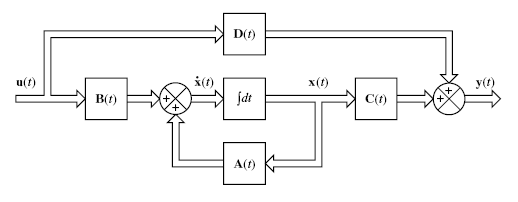 D(t)
u(t)
B(t)
+
+
ẋ(t)
∫dt
x(t)
C(t)
+
+
y(t)
A(t)